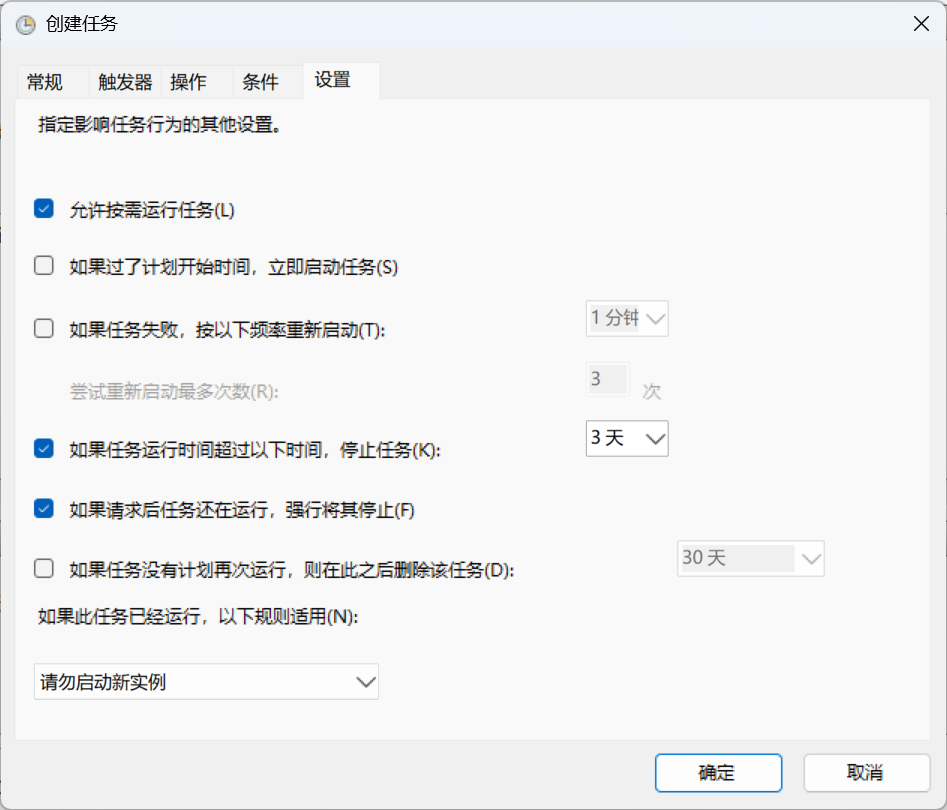 创建任务
常规 触发器 操作 条件 设置
指定影响任务行为的其他设置。
允许按需运行任务(L)
如果过了计划开始时间，立即启动任务(S)
如果任务失败，按以下频率重新启动(T): 1 分钟
尝试重新启动最多次数(R): 3 次
如果任务运行时间超过以下时间，停止任务(K): 3 天
如果请求后任务还在运行，强行将其停止(F)
如果任务没有计划再次运行，则在此之后删除该任务(D): 30 天
如果此任务已经运行，以下规则适用(N):
请勿启动新实例
确定 取消